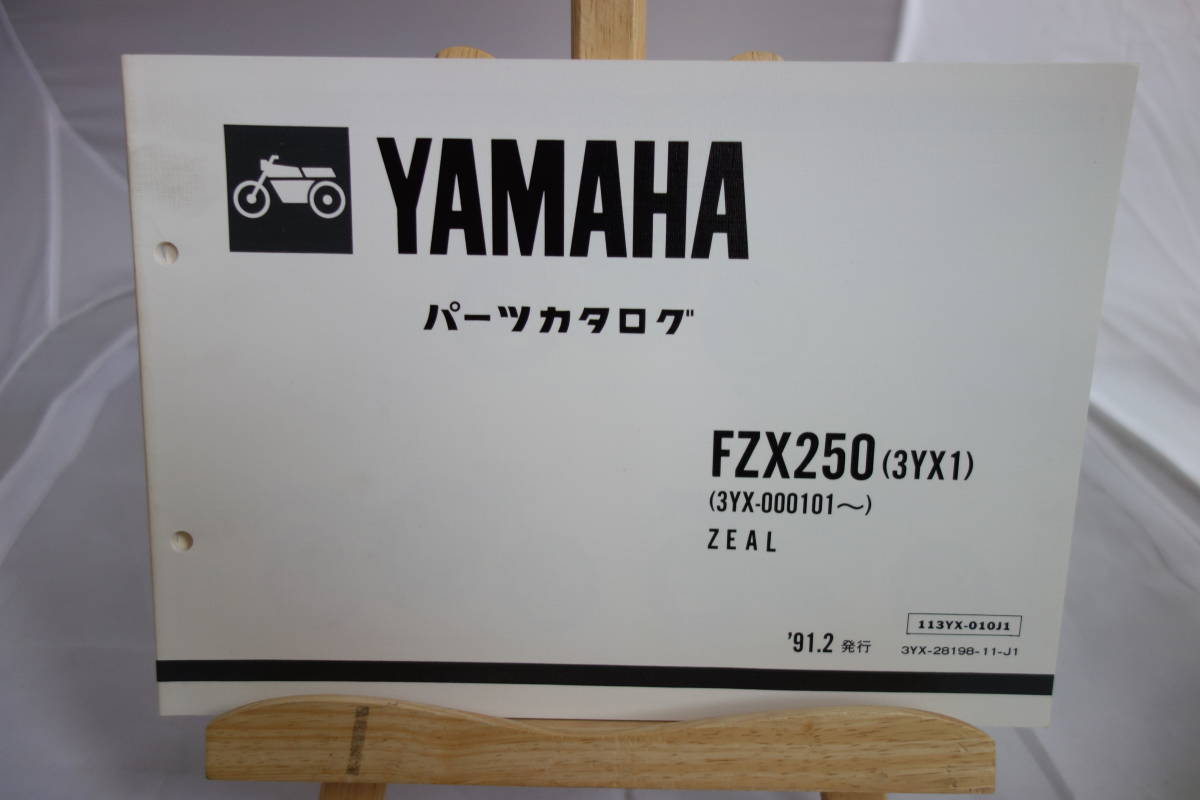 YAMAHA
パーツカタログ
FZX250 (3YX1)
(3YX-000101〜)
ZEAL
113YX-010J1
'91.2 発行
3YX-28198-11-J1